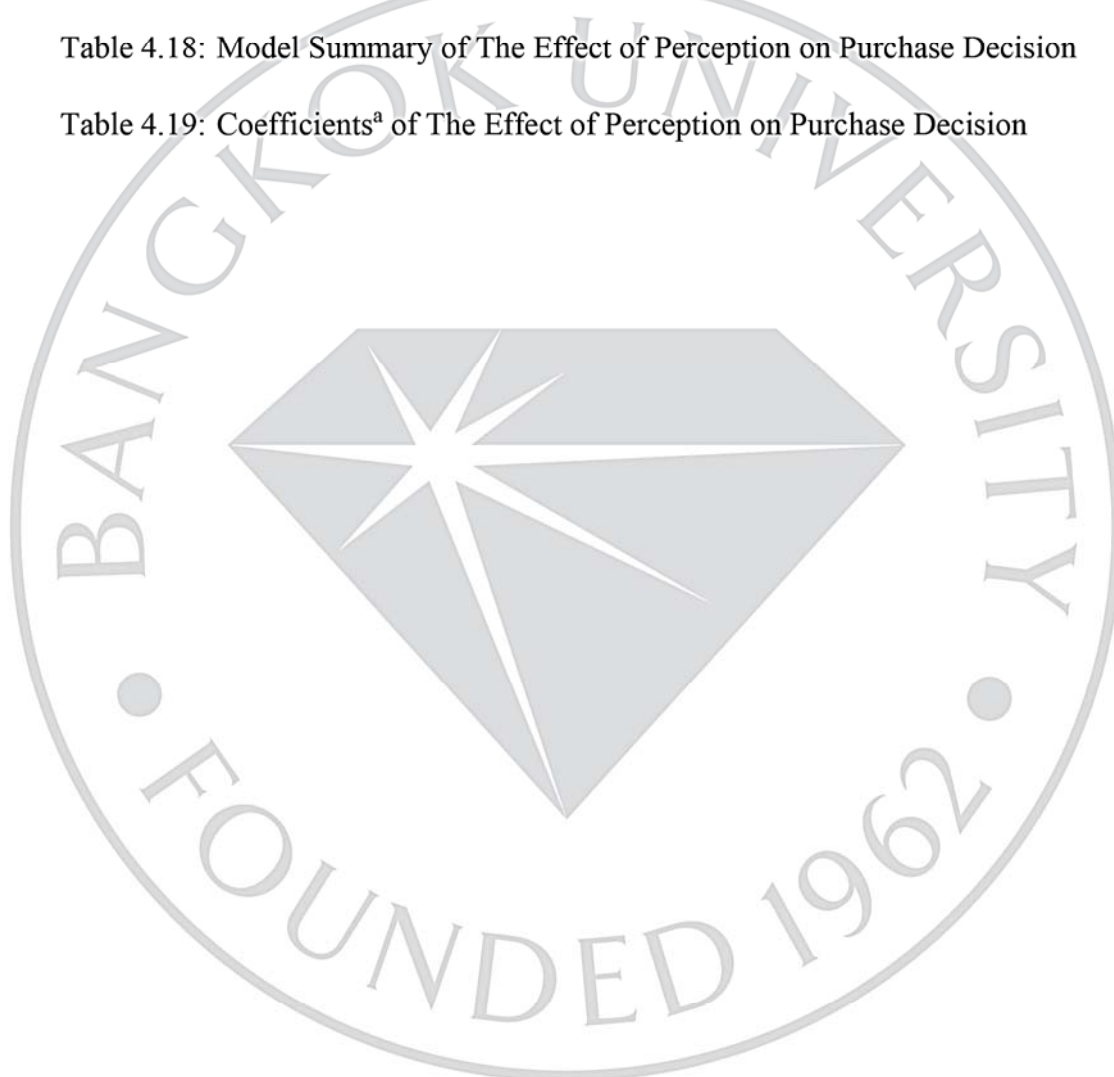 Table 4.18: Model Summary of The Effect of Perception on Purchase Decision
Table 4.19: Coefficientsᵃ of The Effect of Perception on Purchase Decision
BANGKOK UNIVERSITY
• FOUNDED 1962 •